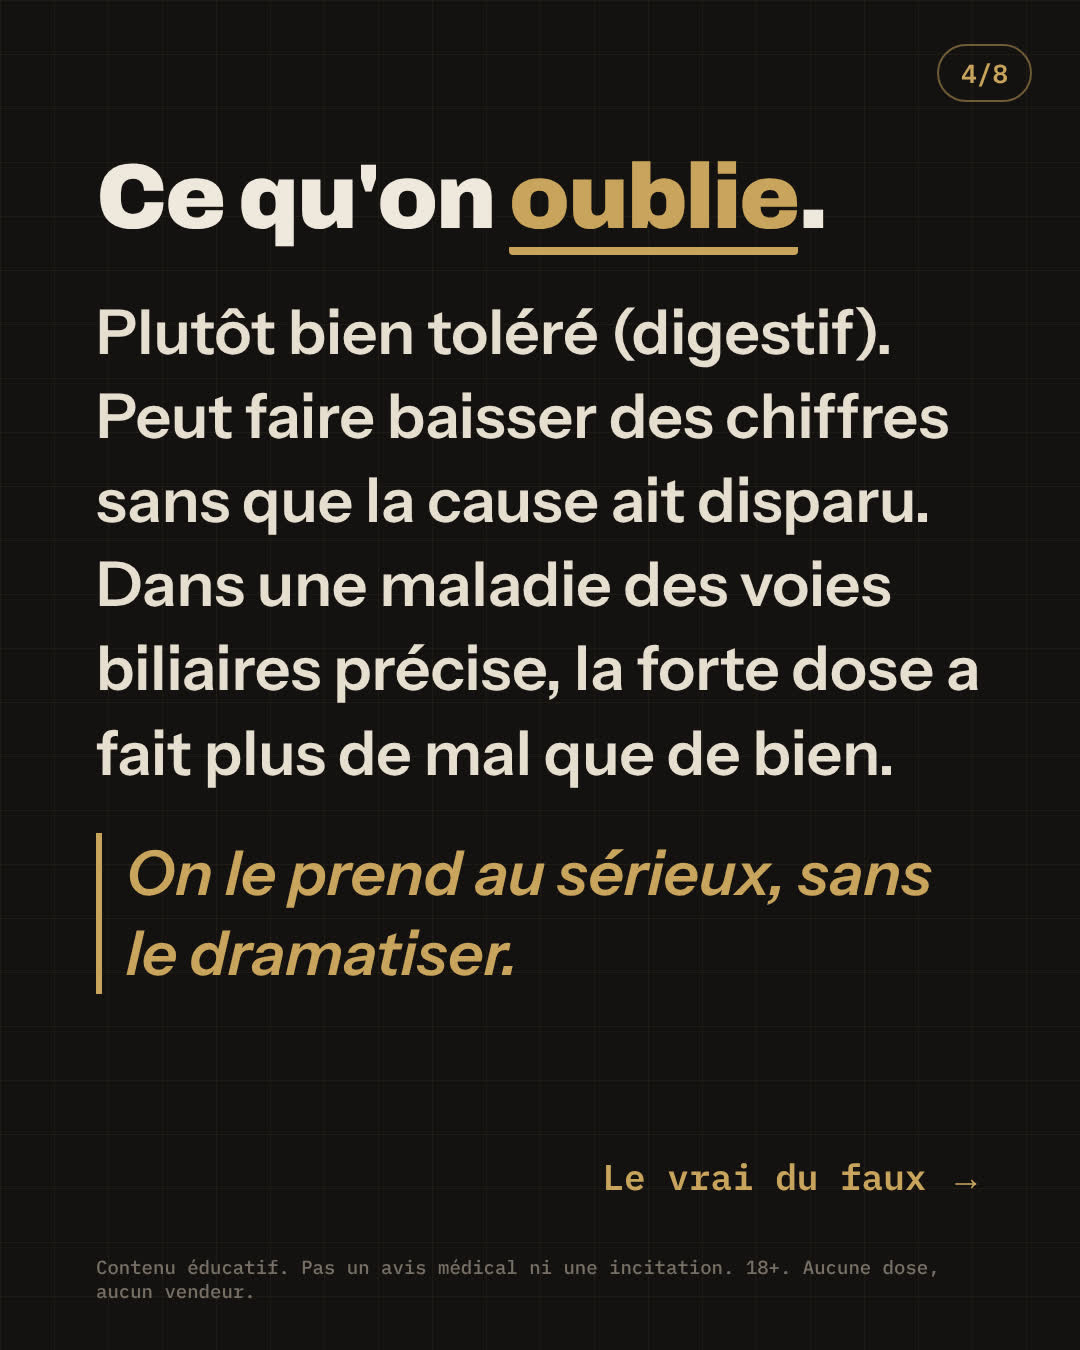 4/8
Ce qu'on oublie.
Plutôt bien toléré (digestif).
Peut faire baisser des chiffres
sans que la cause ait disparu.
Dans une maladie des voies
biliaires précise, la forte dose a
fait plus de mal que de bien.
On le prend au sérieux, sans
le dramatiser.
Le vrai du faux →
Contenu éducatif. Pas un avis médical ni une incitation. 18+. Aucune dose,
aucun vendeur.